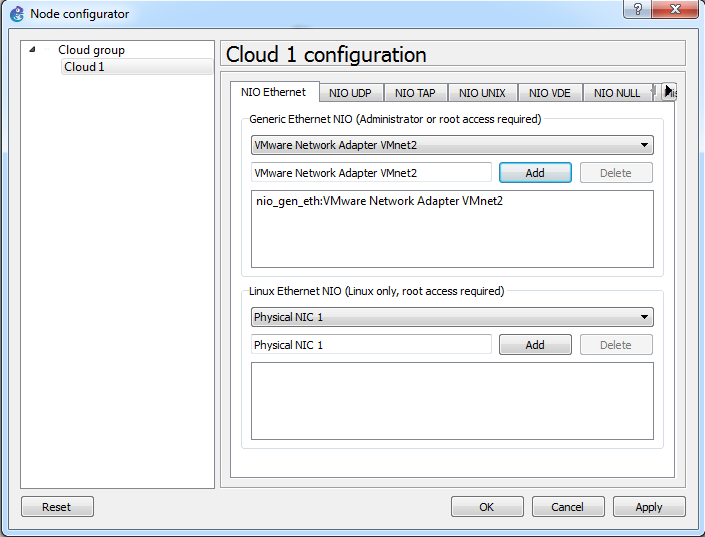 Node configurator
?
Cloud group
Cloud 1
Cloud 1 configuration
NIO Ethernet
NIO UDP
NIO TAP
NIO UNIX
NIO VDE
NIO NULL
Generic Ethernet NIO (Administrator or root access required)
VMware Network Adapter VMnet2
VMware Network Adapter VMnet2
Add
Delete
nio_gen_eth:VMware Network Adapter VMnet2
Linux Ethernet NIO (Linux only, root access required)
Physical NIC 1
Physical NIC 1
Add
Delete
Reset
OK
Cancel
Apply